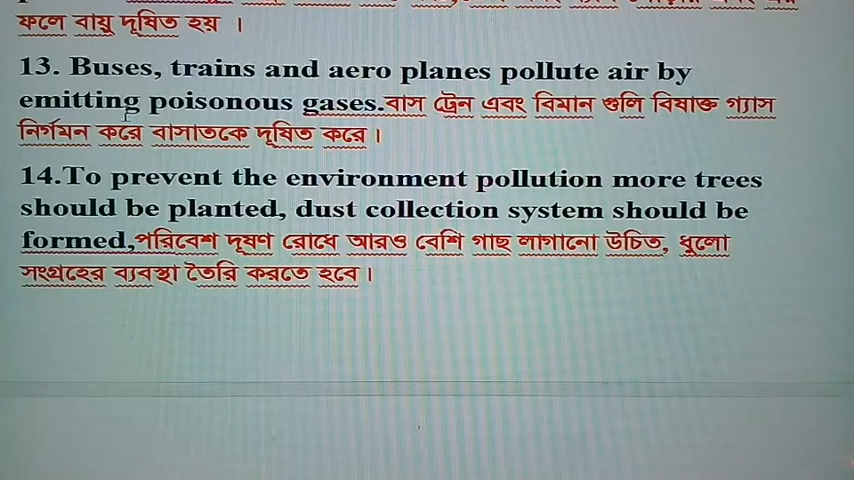 ফলে বায়ু দূষিত হয় ।
13. Buses, trains and aero planes pollute air by
emitting poisonous gases.বাস ট্রেন এবং বিমান গুলি বিষাক্ত গ্যাস
নির্গমন করে বাসাতকে দূষিত করে ।
14.To prevent the environment pollution more trees
should be planted, dust collection system should be
formed,পরিবেশ দূষণ রোধে আরও বেশি গাছ লাগানো উচিত, ধুলো
সংগ্রহের ব্যবস্থা তৈরি করতে হবে ।